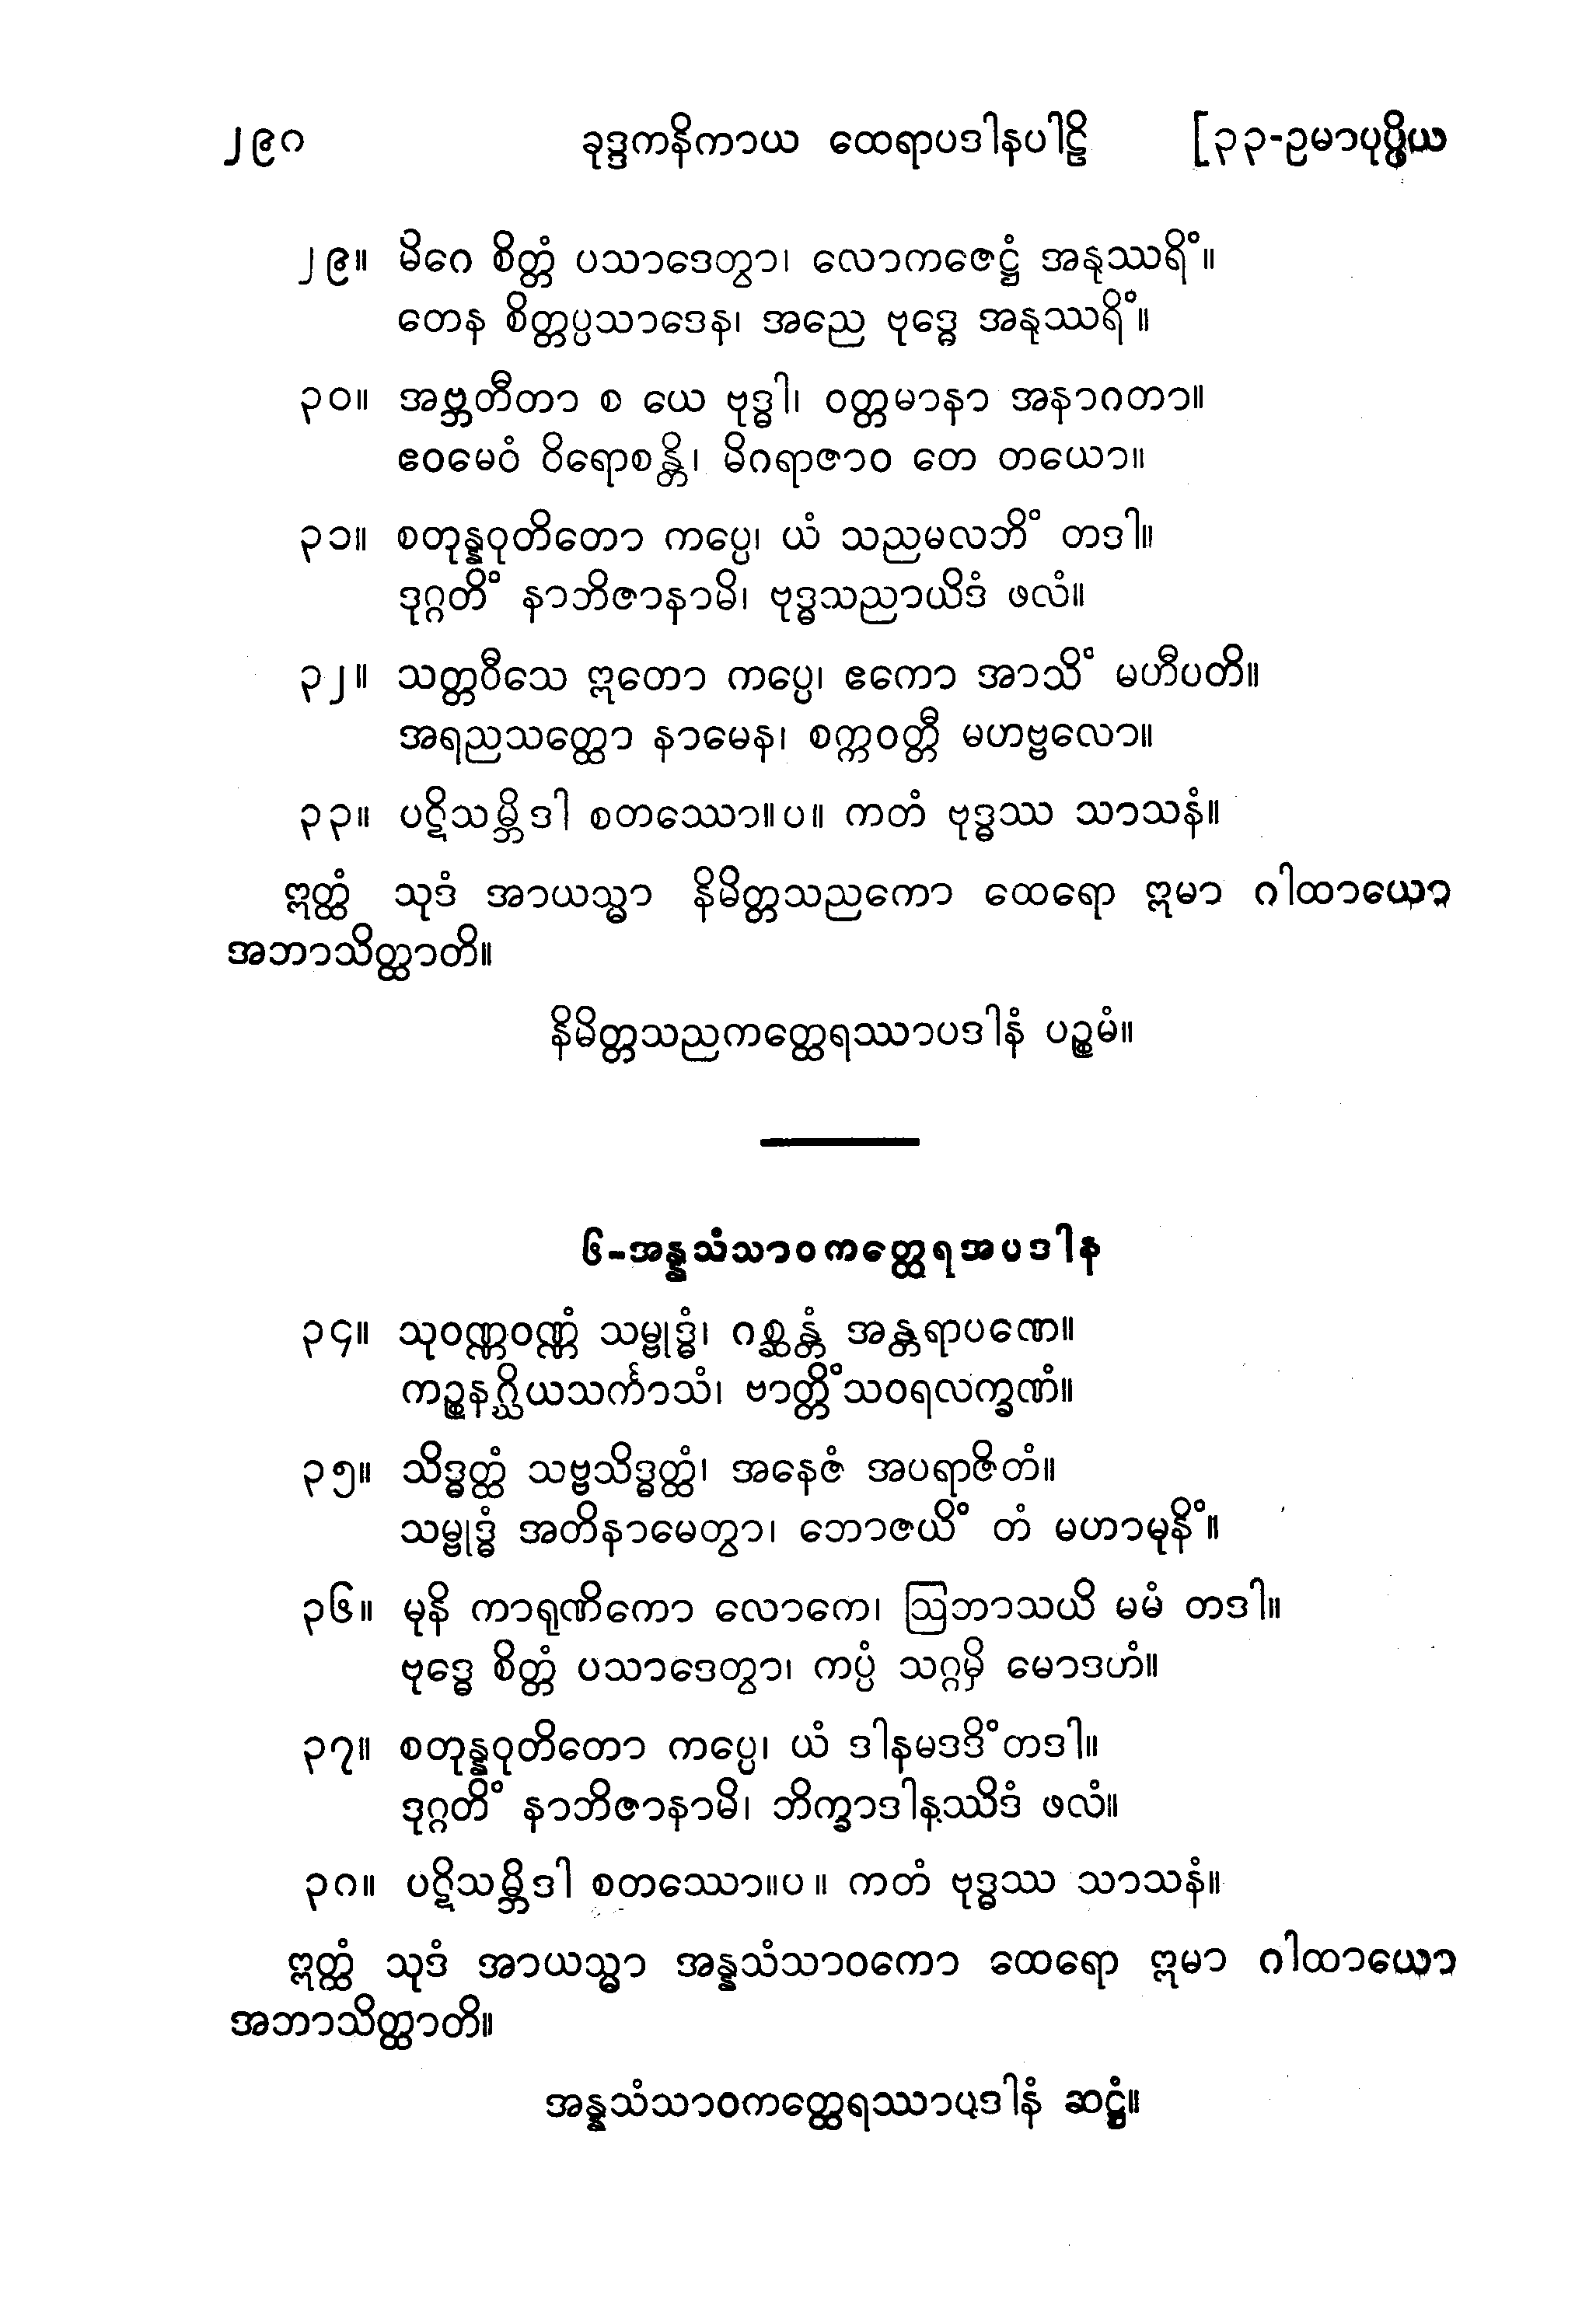 ၂၉၈ ခုဒ္ဒကနိကာယ ထေရာပဒါနပါဠိ [၃၃-ဥမာပုပ္ဖိယ
၂၉။ မိဂေ စိတ္တံ ပသာဒေတွာ၊ လောကဇေဋ္ဌံ အနုဿရိံ။
တေန စိတ္တပ္ပသာဒေန၊ အညေ ဗုဒ္ဓေ အနုဿရိံ။
၃၀။ အဗ္ဘတီတာ စ ယေ ဗုဒ္ဓါ၊ ဝတ္တမာနာ အနာဂတာ။
ဧဝမေဝံ ဝိရောစန္တိ၊ မိဂရာဇာဝ တေ တယော။
၃၁။ စတုန္နဝုတိတော ကပ္ပေ၊ ယံ သညမလဘိံ တဒါ။
ဒုဂ္ဂတိံ နာဘိဇာနာမိ၊ ဗုဒ္ဓသညာယိဒံ ဖလံ။
၃၂။ သတ္တဝီသေ ဣတော ကပ္ပေ၊ ဧကော အာသိံ မဟီပတိ။
အရညသတ္ထော နာမေန၊ စက္ကဝတ္တီ မဟဗ္ဗလော။
၃၃။ ပဋိသမ္ဘိဒါ စတဿော။ပ။ ကတံ ဗုဒ္ဓဿ သာသနံ။
ဣတ္ထံ သုဒံ အာယသ္မာ နိမိတ္တသညကော ထေရော ဣမာ ဂါထာယော
အဘာသိတ္ထာတိ။
နိမိတ္တသညကတ္ထေရဿာပဒါနံ ပဉ္စမံ။
၆-အန္နသံသာဝကတ္ထေရအပဒါန
၃၄။ သုဝဏ္ဏဝဏ္ဏံ သမ္ဗုဒ္ဓံ၊ ဂစ္ဆန္တံ အန္တရာပဏေ။
ကဉ္စနဂ္ဃိယသင်္ကာသံ၊ ဗာတ္တိံသဝရလက္ခဏံ။
၃၅။ သိဒ္ဓတ္ထံ သဗ္ဗသိဒ္ဓတ္ထံ၊ အနေဇံ အပရာဇိတံ။
သမ္ဗုဒ္ဓံ အတိနာမေတွာ၊ ဘောဇယိံ တံ မဟာမုနိံ။
၃၆။ မုနိ ကာရုဏိကော လောကေ၊ ဩဘာသယိ မမံ တဒါ။
ဗုဒ္ဓေ စိတ္တံ ပသာဒေတွာ၊ ကပ္ပံ သဂ္ဂမှိ မောဒဟံ။
၃၇။ စတုန္နဝုတိတော ကပ္ပေ၊ ယံ ဒါနမဒဒိံ တဒါ။
ဒုဂ္ဂတိံ နာဘိဇာနာမိ၊ ဘိက္ခာဒါနဿိဒံ ဖလံ။
၃၈။ ပဋိသမ္ဘိဒါ စတဿော။ပ။ ကတံ ဗုဒ္ဓဿ သာသနံ။
ဣတ္ထံ သုဒံ အာယသ္မာ အန္နသံသာဝကော ထေရော ဣမာ ဂါထာယော
အဘာသိတ္ထာတိ။
အန္နသံသာဝကတ္ထေရဿာပဒါနံ ဆဋ္ဌံ။